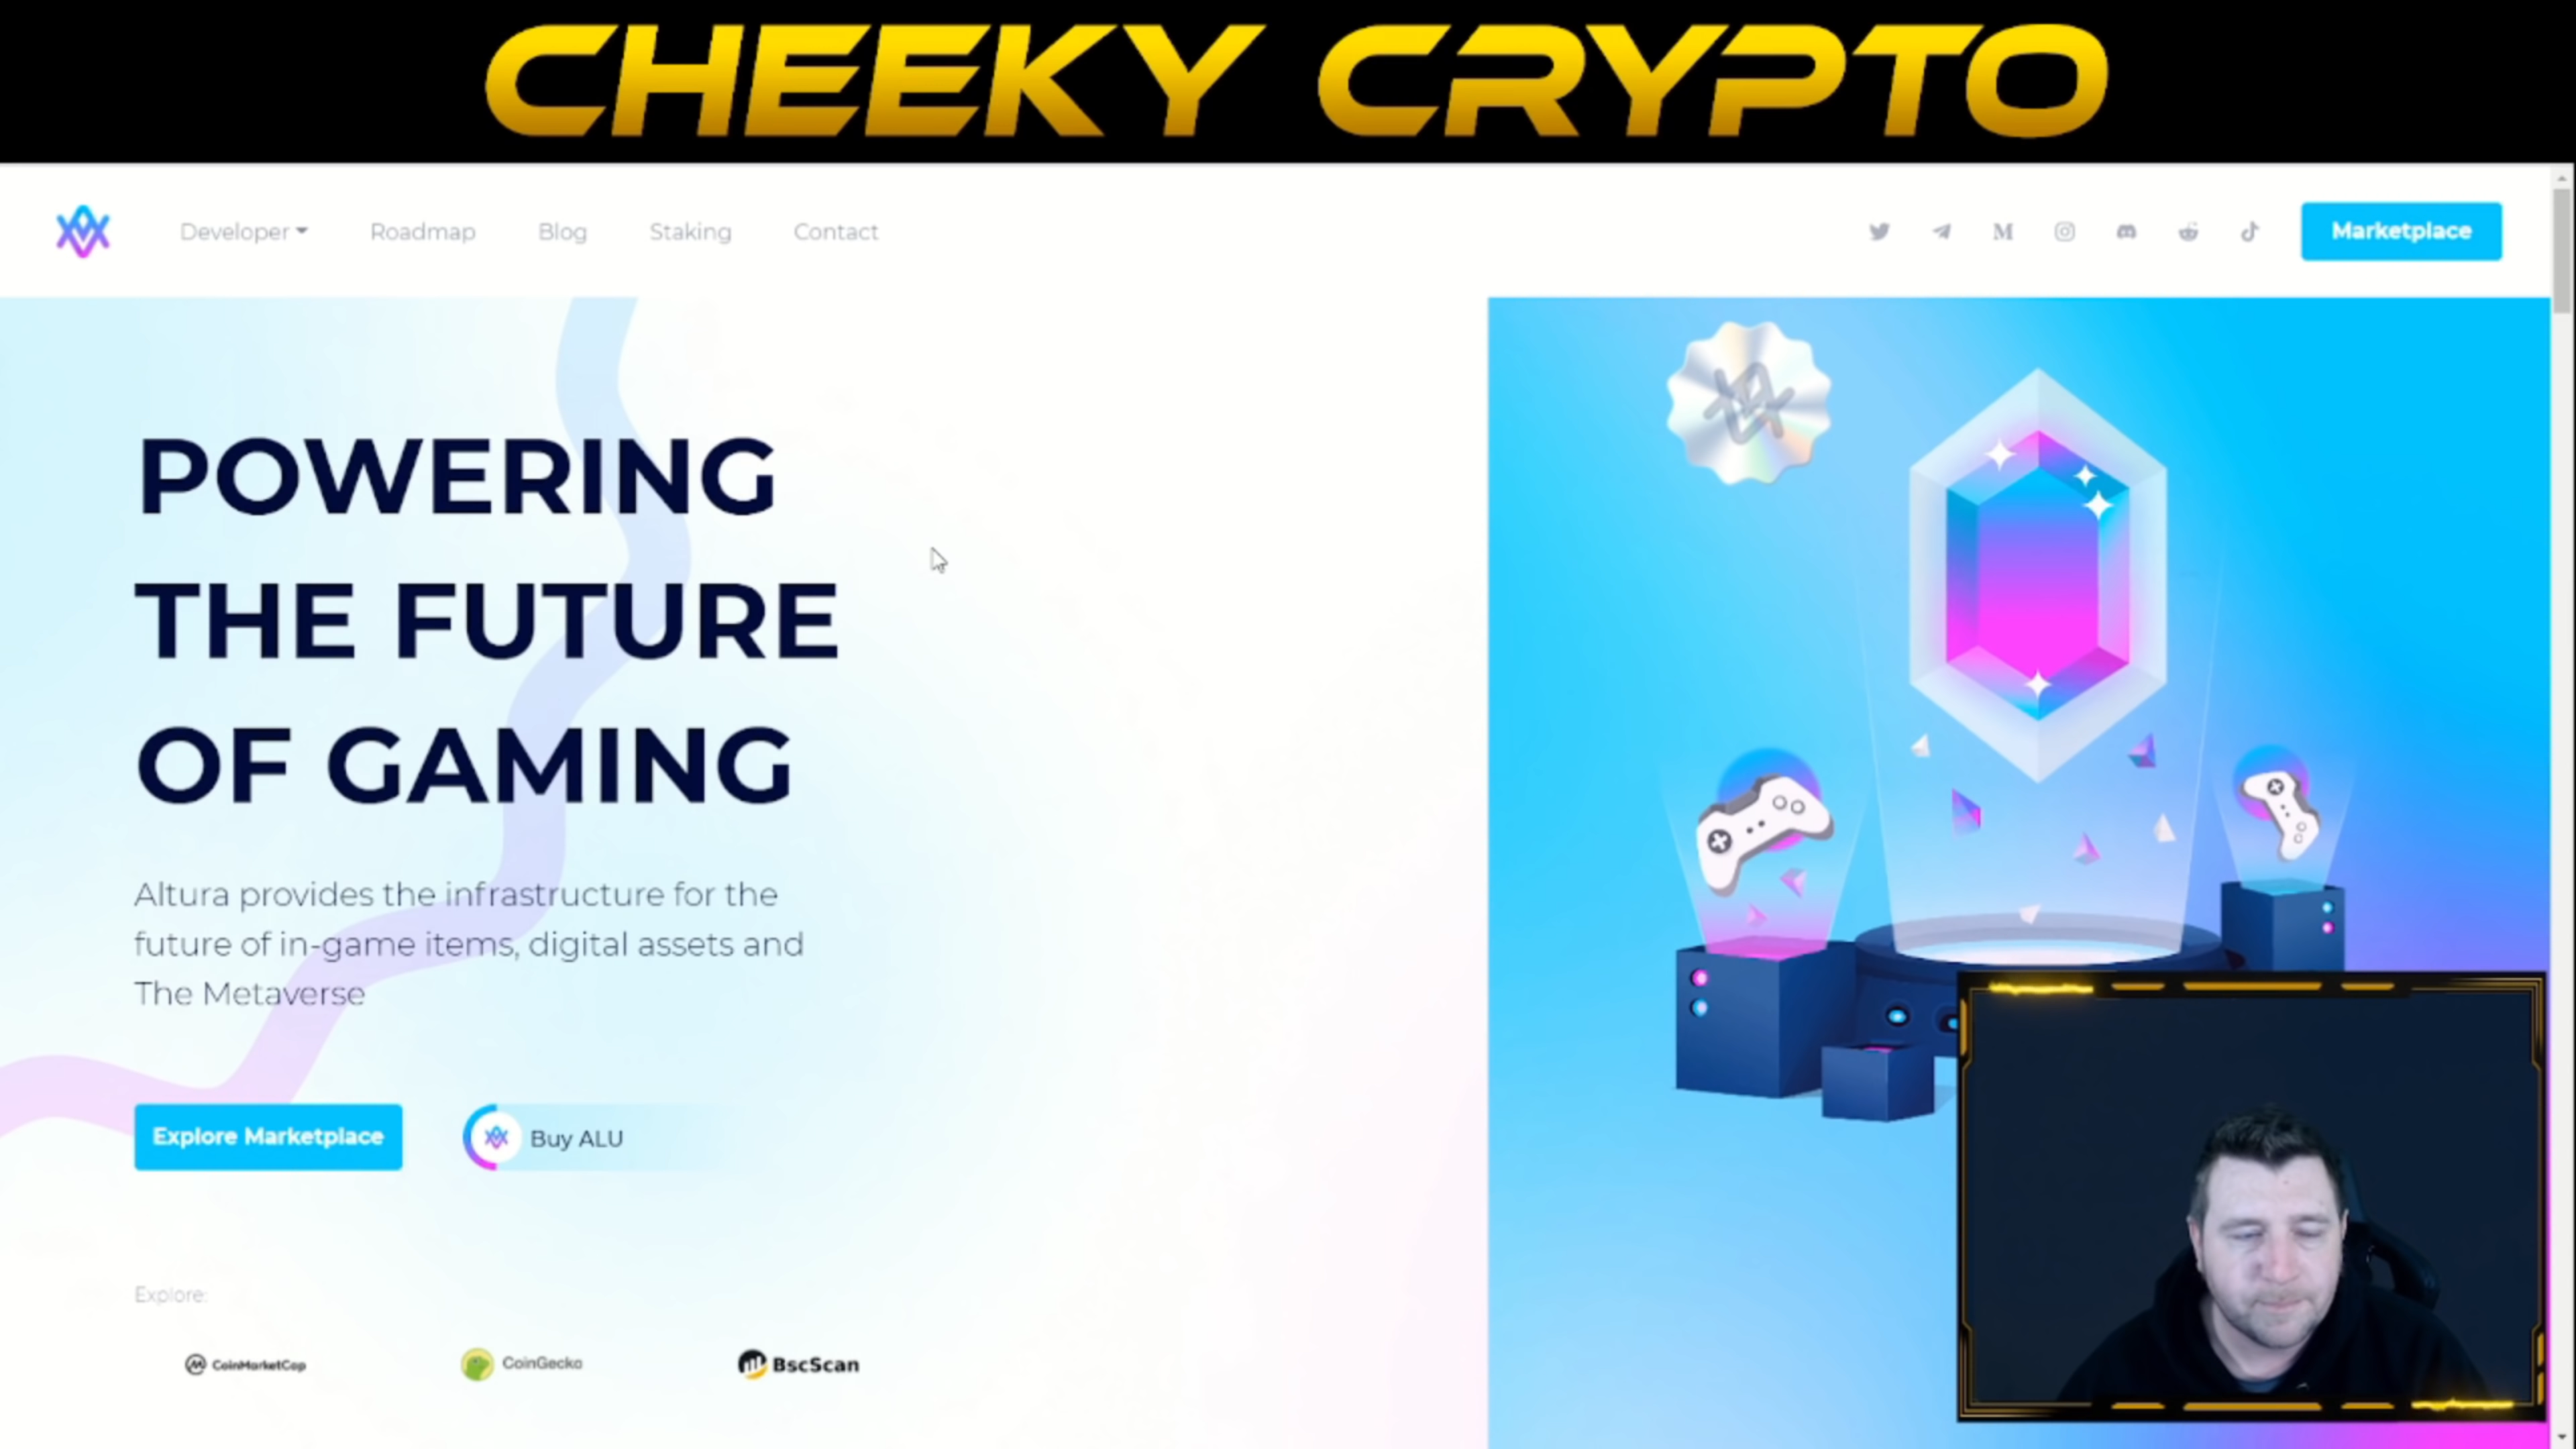 CHEEKY CRYPTO
Developer
Roadmap
Blog
Staking
Contact
Marketplace
POWERING
THE FUTURE
OF GAMING
Altura provides the infrastructure for the
future of in-game items, digital assets and
The Metaverse
Explore Marketplace
Buy ALU
Explore:
CoinMarketCap
CoinGecko
BscScan